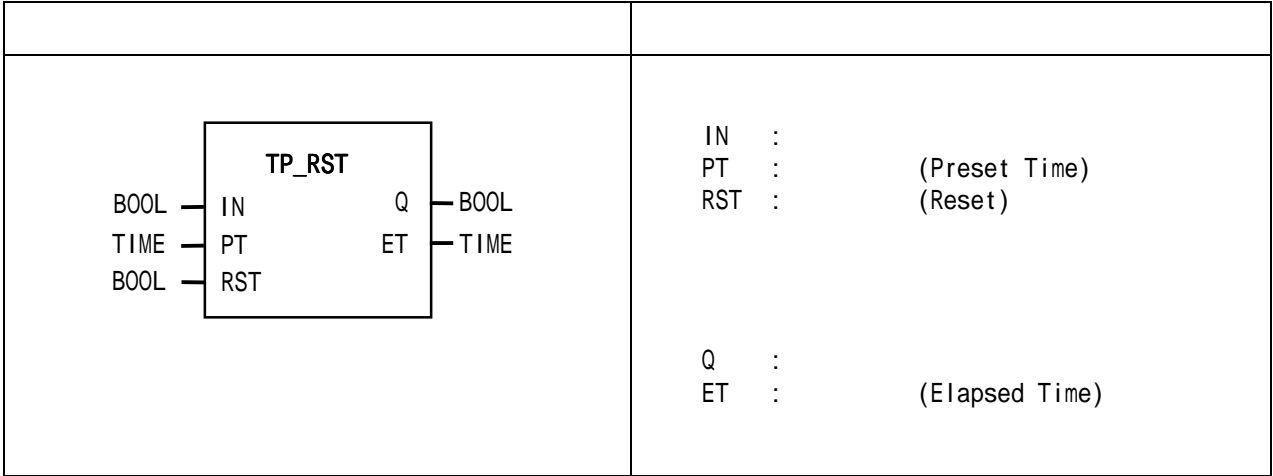 TP_RST
BOOL IN Q BOOL
TIME PT ET TIME
BOOL RST
IN :
PT : (Preset Time)
RST : (Reset)
Q :
ET : (Elapsed Time)